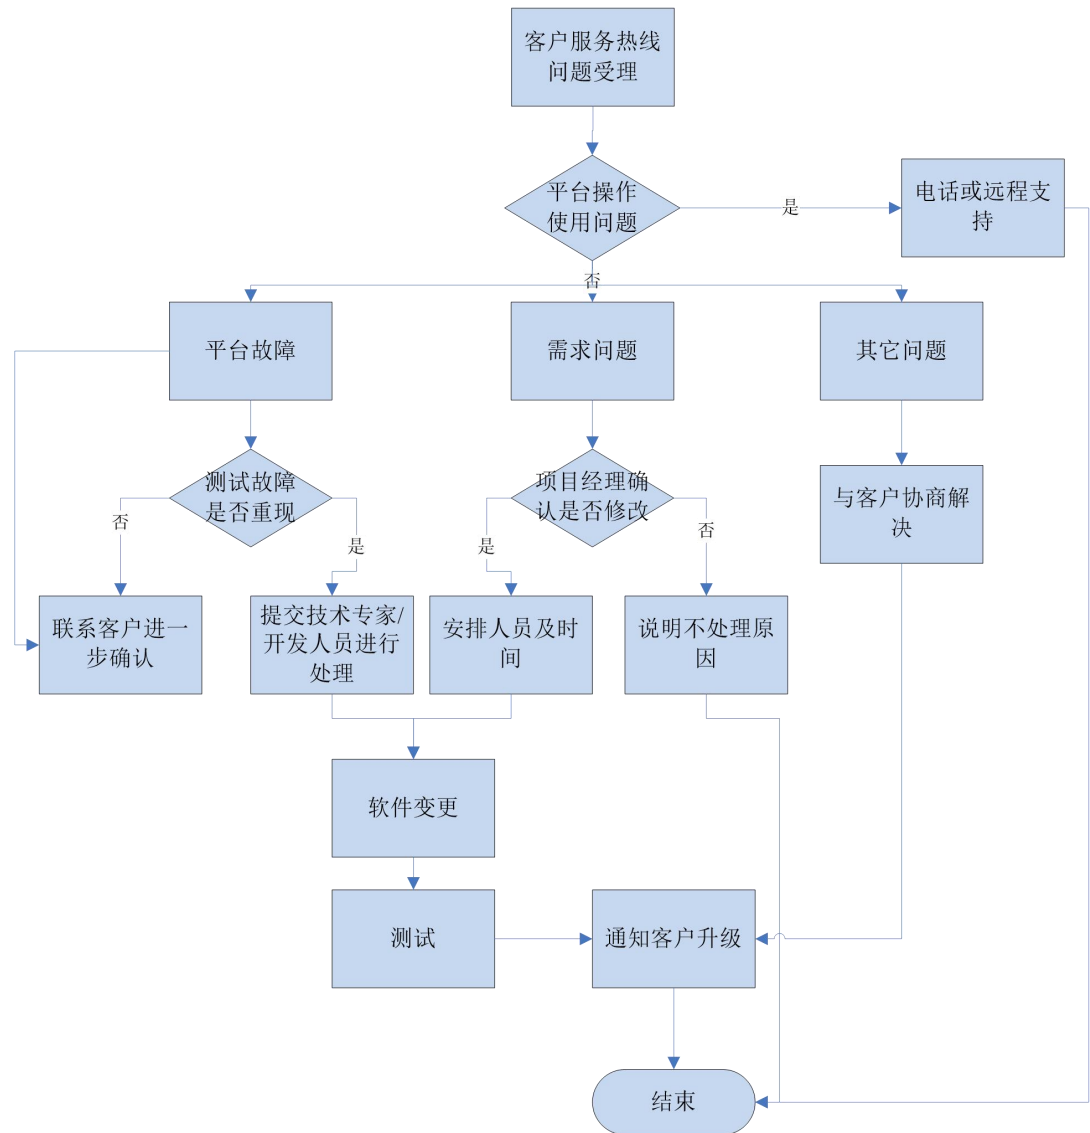 客户服务热线
问题受理
平台操作
使用问题
是
电话或远程支
持
否
平台故障
需求问题
其它问题
测试故障
是否重现
项目经理确
认是否修改
与客户协商解
决
否
是
是
否
联系客户进一
步确认
提交技术专家/
开发人员进行
处理
安排人员及时
间
说明不处理原
因
软件变更
测试
通知客户升级
结束